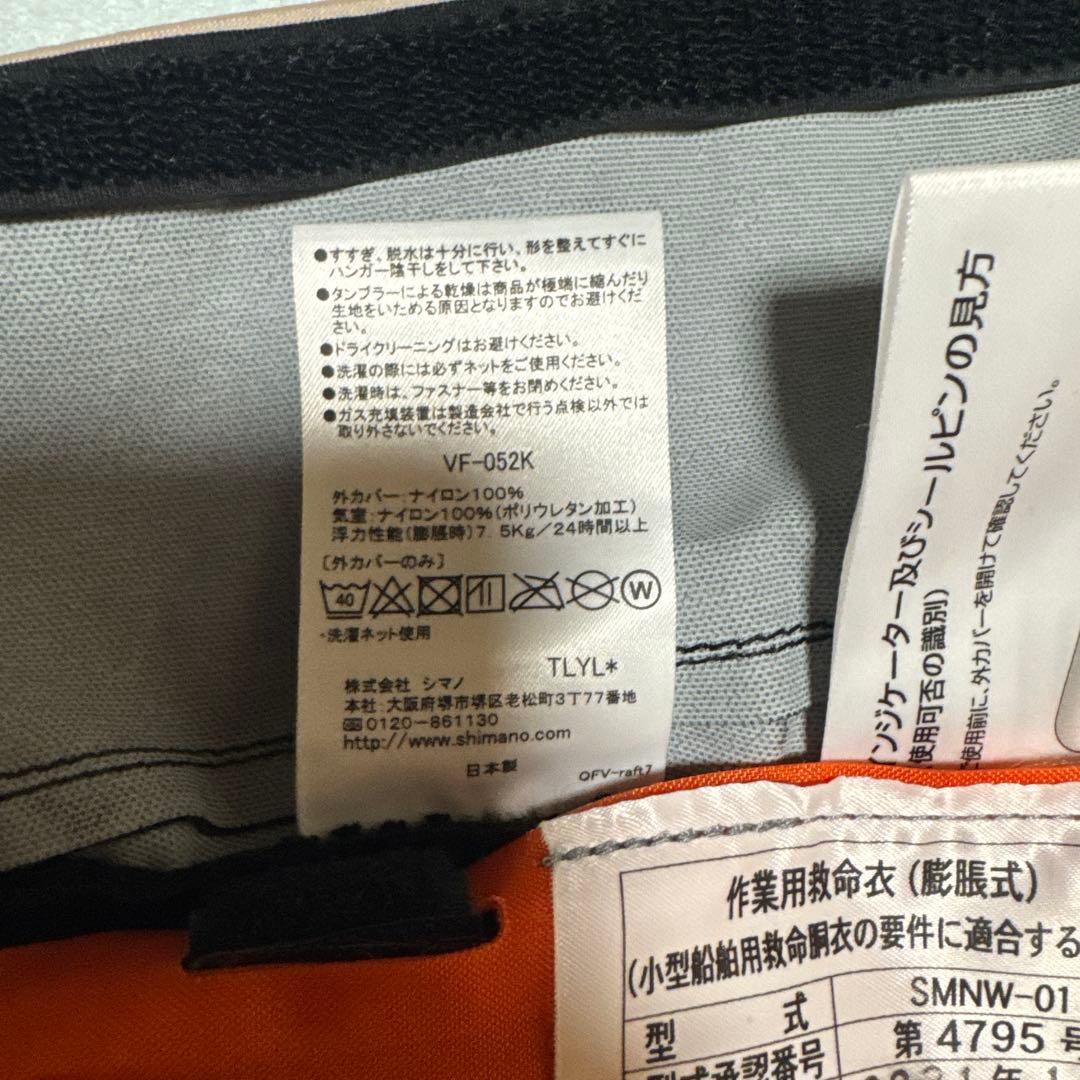 ●すすぎ、脱水は十分に行い、形を整えてすぐに
ハンガー陰干しをして下さい。
●タンブラーによる乾燥は商品が極端に縮んだり
生地をいためる原因となりますのでお避けくだ
さい。
●ドライクリーニングはお避けください。
●洗濯の際には必ずネットをご使用ください。
●洗濯時は、ファスナー等をお閉めください。
●ガス充填装置は製造会社で行う点検以外では
取り外さないでください。
VF-052K
外カバー:ナイロン100%
気室:ナイロン100%(ポリウレタン加工)
浮力性能(膨脹時)7.5Kg/24時間以上
[外カバーのみ]
40
W
・洗濯ネット使用
TLYL*
株式会社 シマノ
本社:大阪府堺市堺区老松町3丁77番地
0120-861130
http://www.shimano.com
日本製
QFV-raft7
インジケーター及びシールピンの見方
使用可否の識別)
使用前に、外カバーを開けて確認してください。
作業用救命衣(膨脹式)
(小型船舶用救命胴衣の要件に適合する
型 式
SMNW-01
型式承認番号
第 4795 号